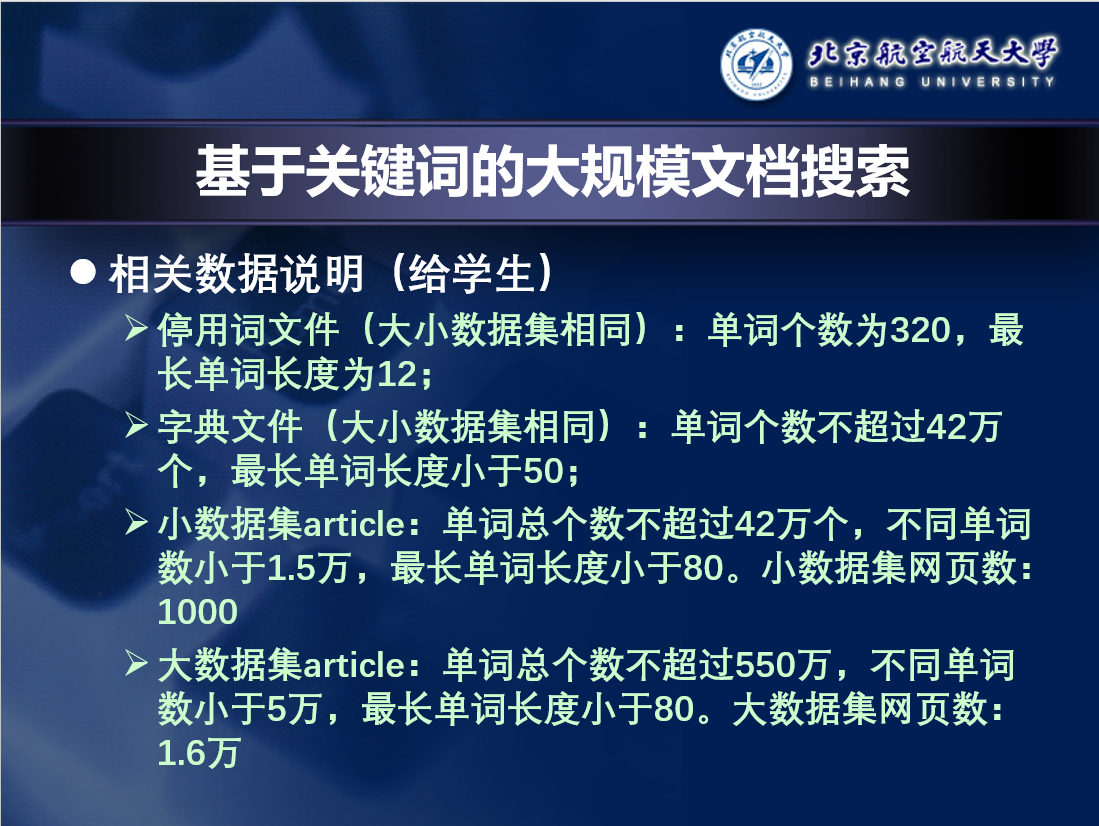 北京航空航天大學
BEIHANG UNIVERSITY
基于关键词的大规模文档搜索
相关数据说明（给学生）
停用词文件（大小数据集相同）：单词个数为320，最
长单词长度为12；
字典文件（大小数据集相同）：单词个数不超过42万
个，最长单词长度小于50；
小数据集article：单词总个数不超过42万个，不同单词
数小于1.5万，最长单词长度小于80。小数据集网页数：
1000
大数据集article：单词总个数不超过550万，不同单词
数小于5万，最长单词长度小于80。大数据集网页数：
1.6万